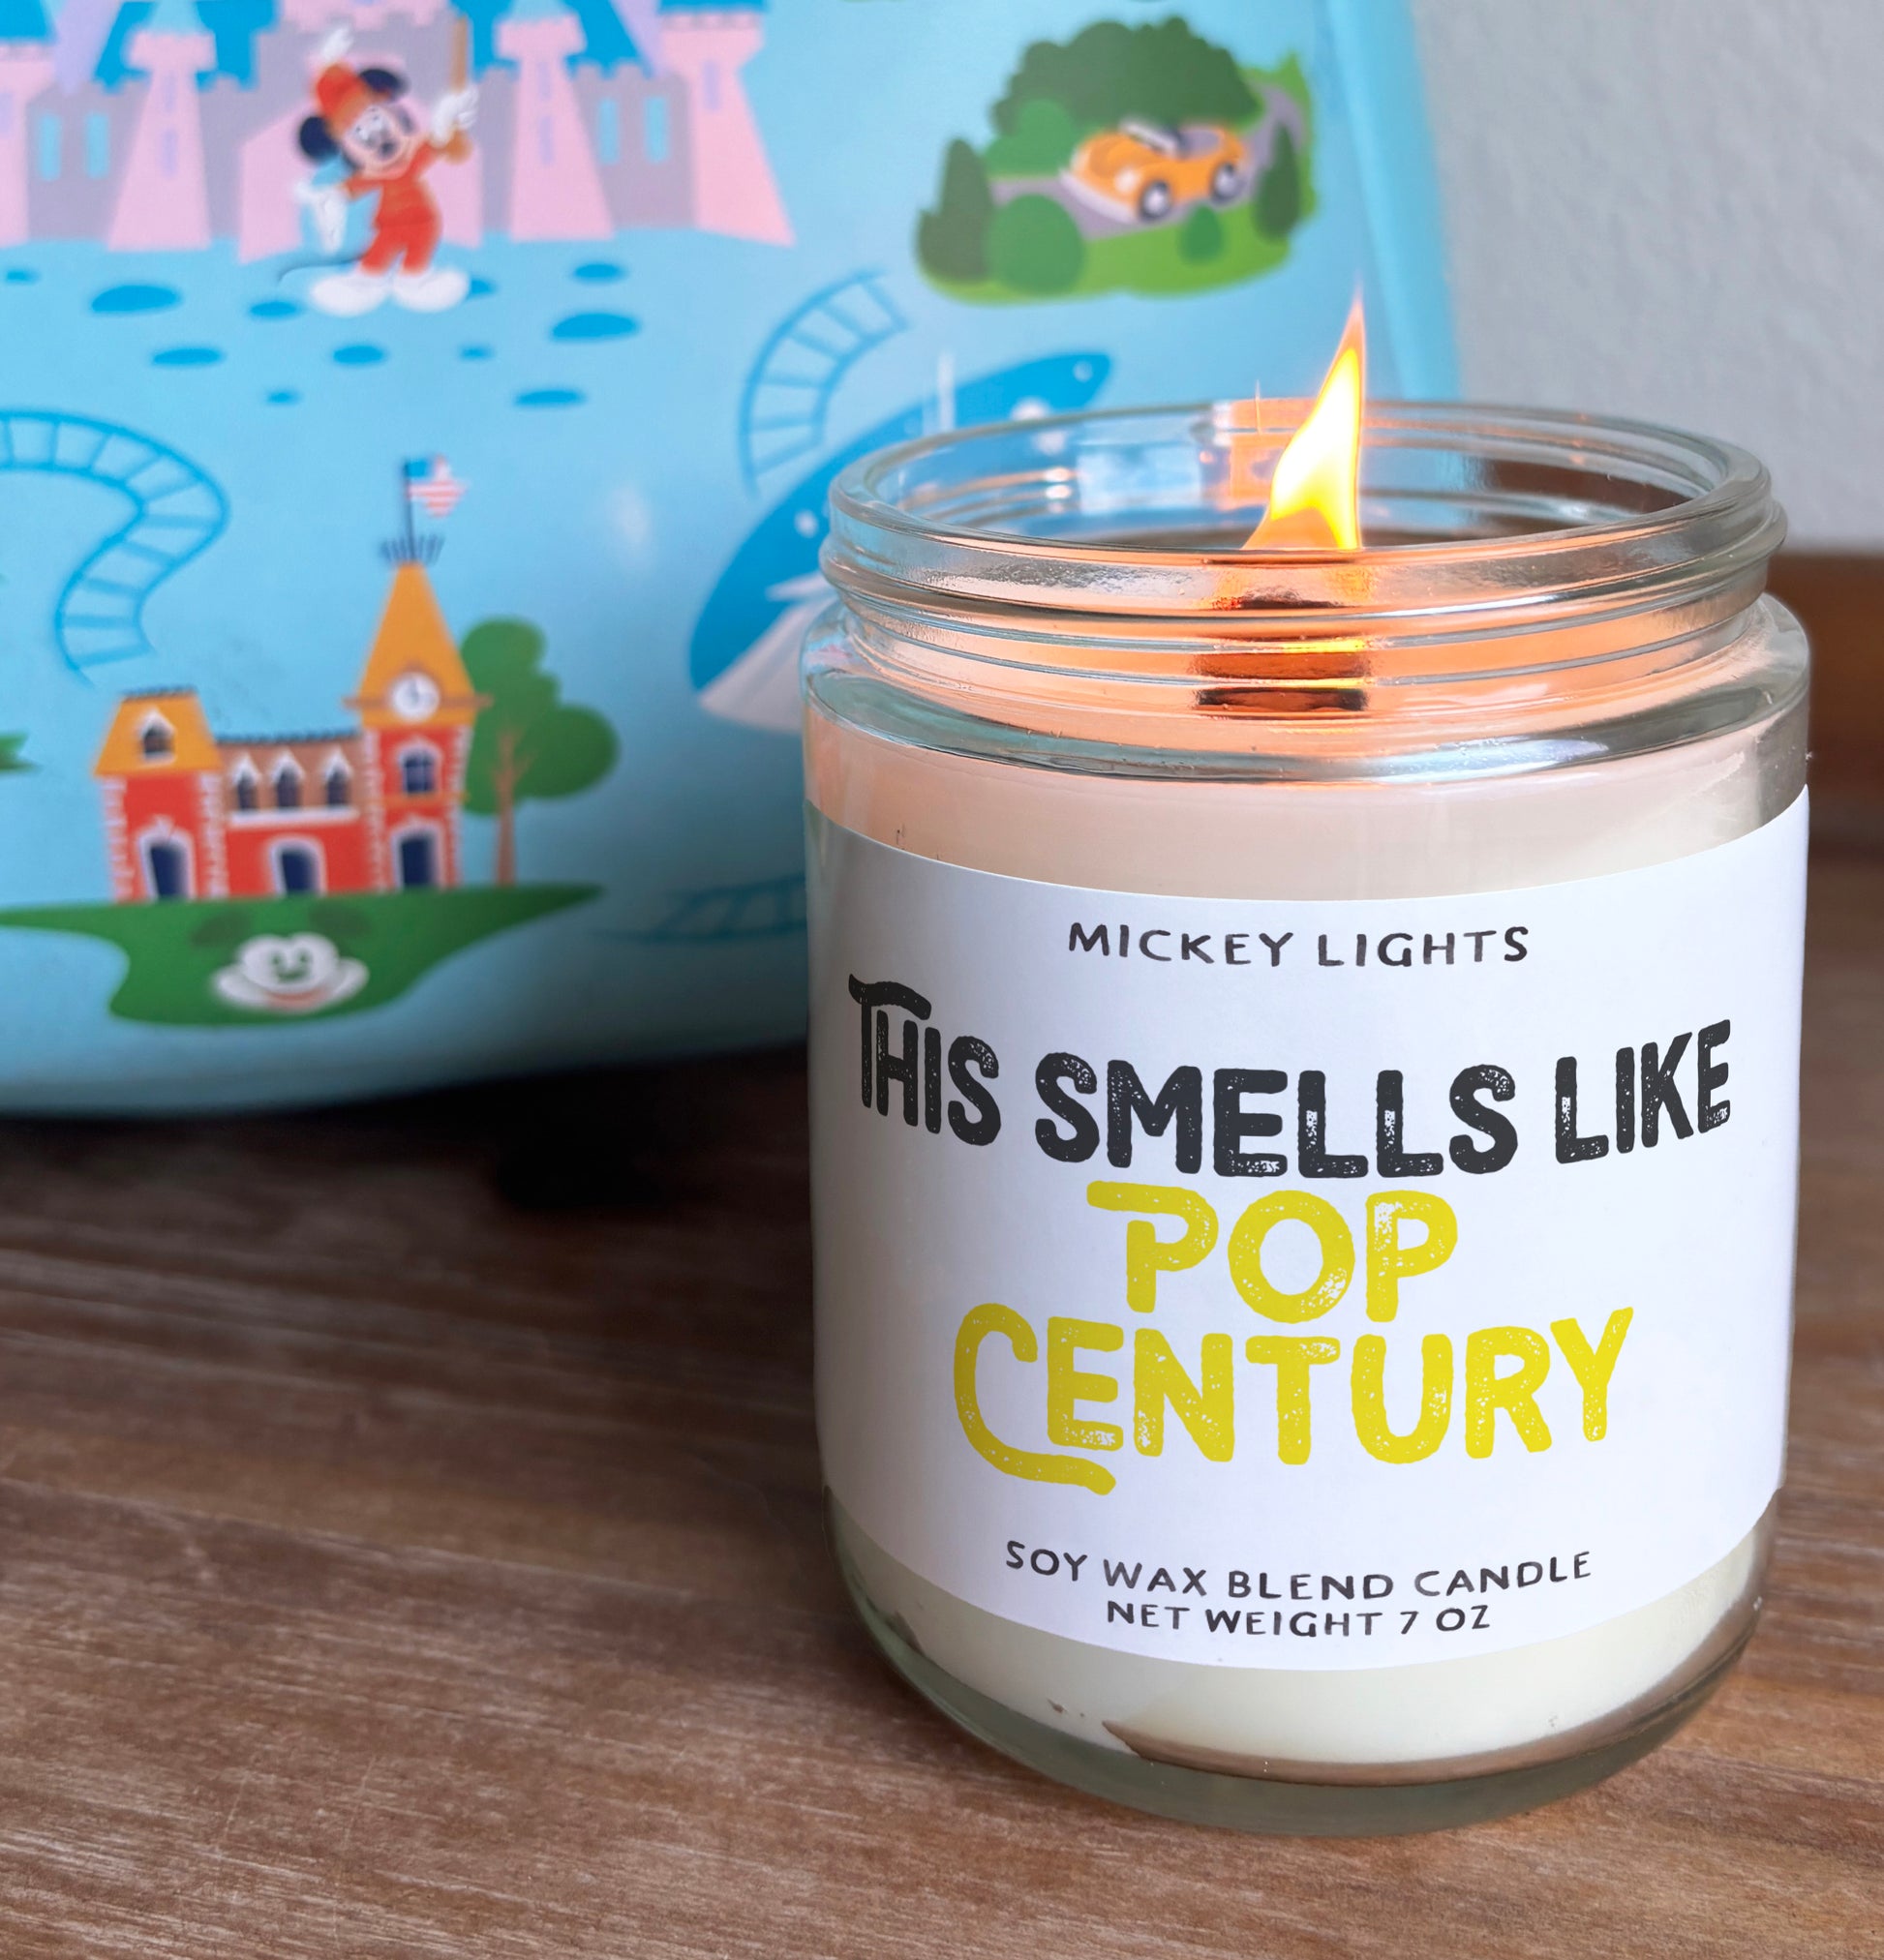 MICKEY LIGHTS
THIS SMELLS LIKE
POP
CENTURY
SOY WAX BLEND CANDLE
NET WEIGHT 7 OZ